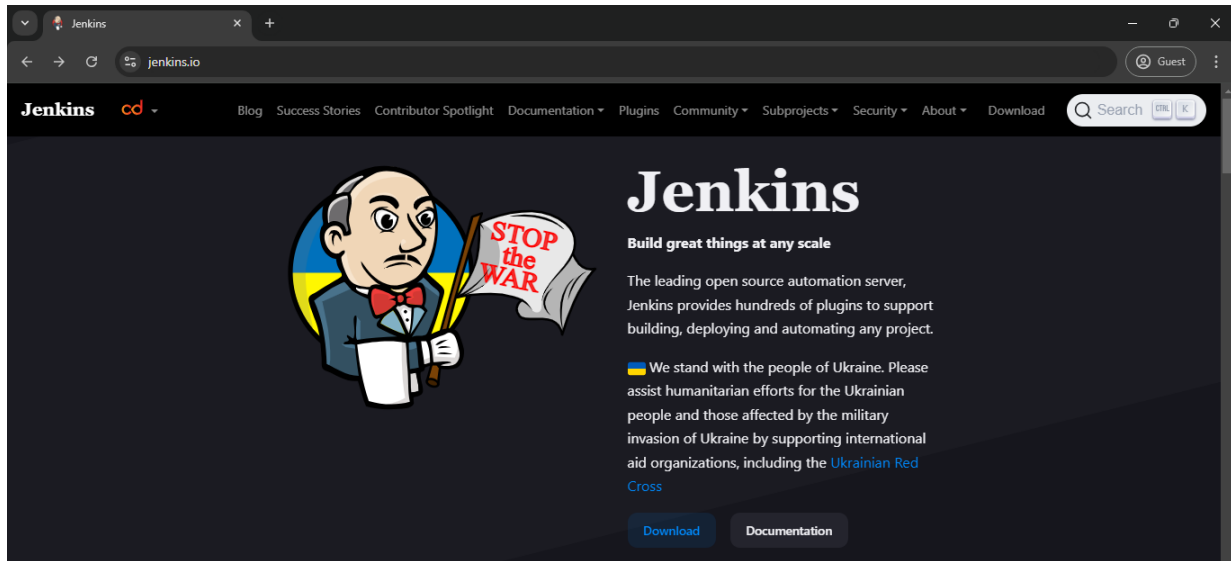 Jenkins
jenkins.io
Guest
Jenkins cd Blog Success Stories Contributor Spotlight Documentation Plugins Community Subprojects Security About Download Search CTRL K
STOP
the
WAR
Jenkins
Build great things at any scale
The leading open source automation server,
Jenkins provides hundreds of plugins to support
building, deploying and automating any project.
We stand with the people of Ukraine. Please
assist humanitarian efforts for the Ukrainian
people and those affected by the military
invasion of Ukraine by supporting international
aid organizations, including the Ukrainian Red
Cross
Download Documentation